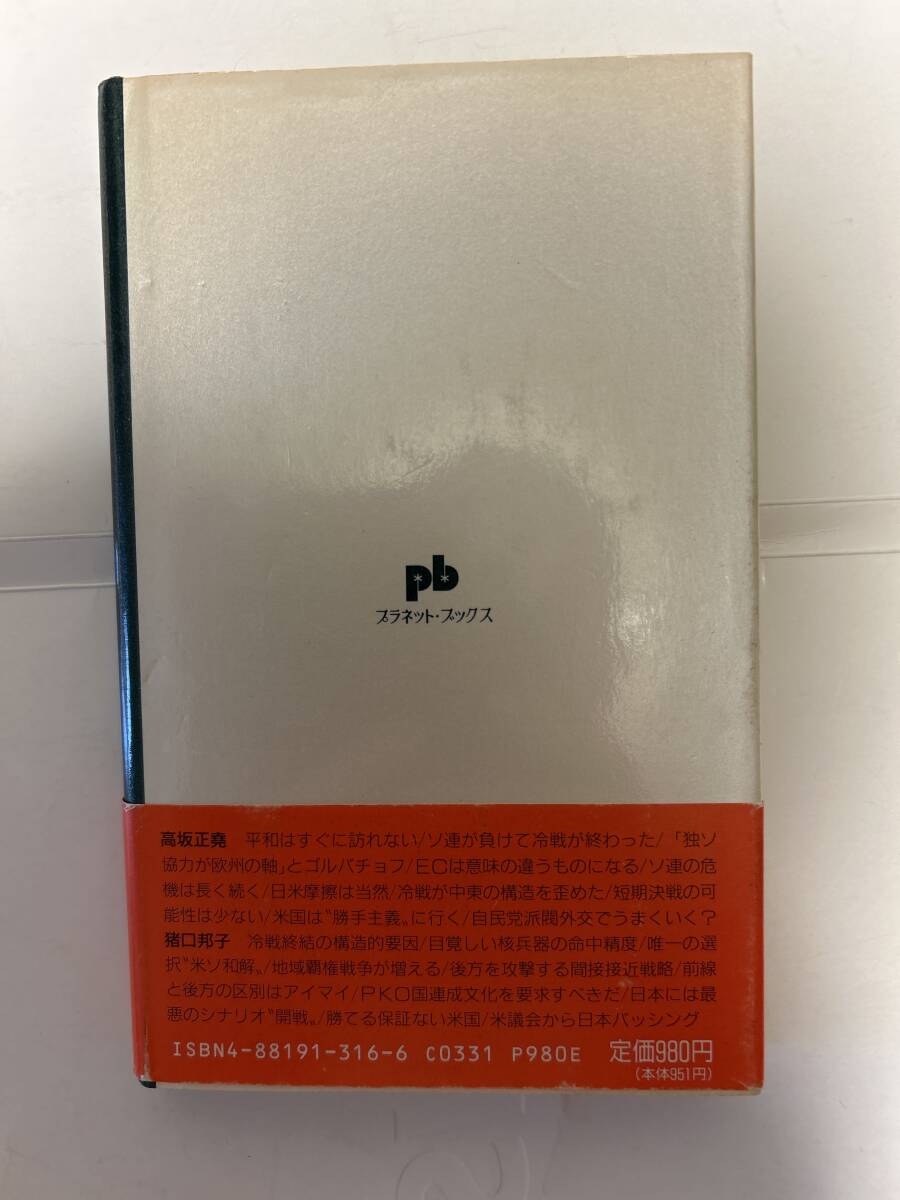 pb
プラネット・ブックス
高坂正堯 平和はすぐに訪れない/ソ連が負けて冷戦が終わった/「独ソ
協力が欧州の軸」とゴルバチョフ/ECは意味の違うものになる/ソ連の危
機は長く続く/日米摩擦は当然/冷戦が中東の構造を歪めた/短期決戦の可
能性は少ない/米国は〝勝手主義〟に行く/自民党派閥外交でうまくいく?
猪口邦子 冷戦終結の構造的要因/目覚しい核兵器の命中精度/唯一の選
択〝米ソ和解〟/地域覇権戦争が増える/後方を攻撃する間接接近戦略/前線
と後方の区別はアイマイ/PKO国連成文化を要求すべきだ/日本には最
悪のシナリオ〝開戦〟/勝てる保証ない米国/米議会から日本バッシング
ISBN4-88191-316-6 C0331 P980E 定価980円
(本体951円)